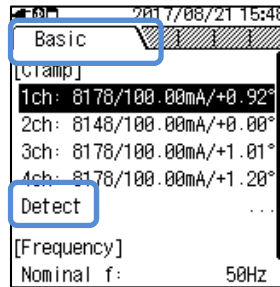 2017/08/21 15:48
Basic
[Clamp]
1ch: 8178/100.00mA/+0.92°
2ch: 8148/100.00mA/+0.00°
3ch: 8178/100.00mA/+1.01°
4ch: 8178/100.00mA/+1.20°
Detect ...
[Frequency]
Nominal f: 50Hz